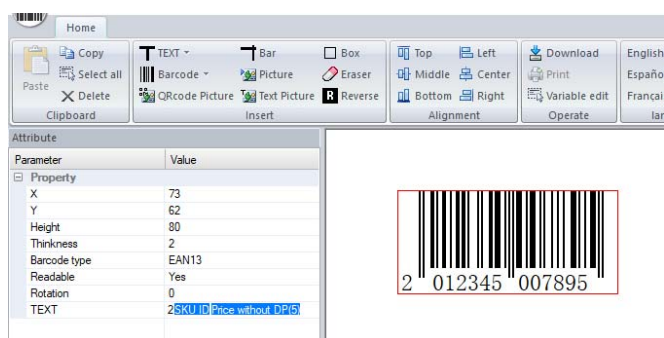 Home
Copy
Select all
Paste
Delete
Clipboard
TEXT
Bar
Box
Barcode
Picture
Eraser
QRcode Picture
Text Picture
R Reverse
Insert
Top
Left
Middle
Center
Bottom
Right
Alignment
Download
Print
Variable edit
Operate
English
Españo
Françai
lar
Attribute
Parameter Value
Property
X 73
Y 62
Height 80
Thinkness 2
Barcode type EAN13
Readable Yes
Rotation 0
TEXT 2SKU ID Price without DP(5)
2 012345 007895